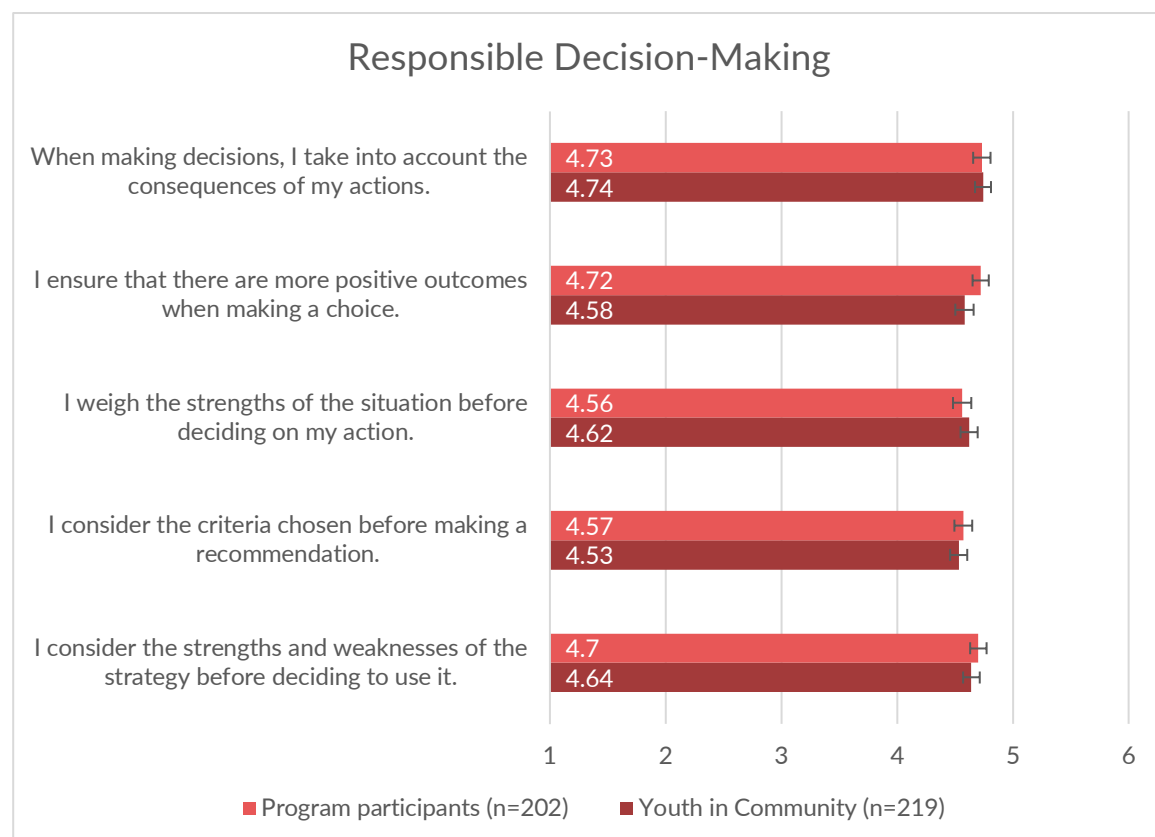 Responsible Decision-Making
When making decisions, I take into account the
consequences of my actions.
4.73
4.74
I ensure that there are more positive outcomes
when making a choice.
4.72
4.58
I weigh the strengths of the situation before
deciding on my action.
4.56
4.62
I consider the criteria chosen before making a
recommendation.
4.57
4.53
I consider the strengths and weaknesses of the
strategy before deciding to use it.
4.7
4.64
1 2 3 4 5 6
Program participants (n=202) Youth in Community (n=219)